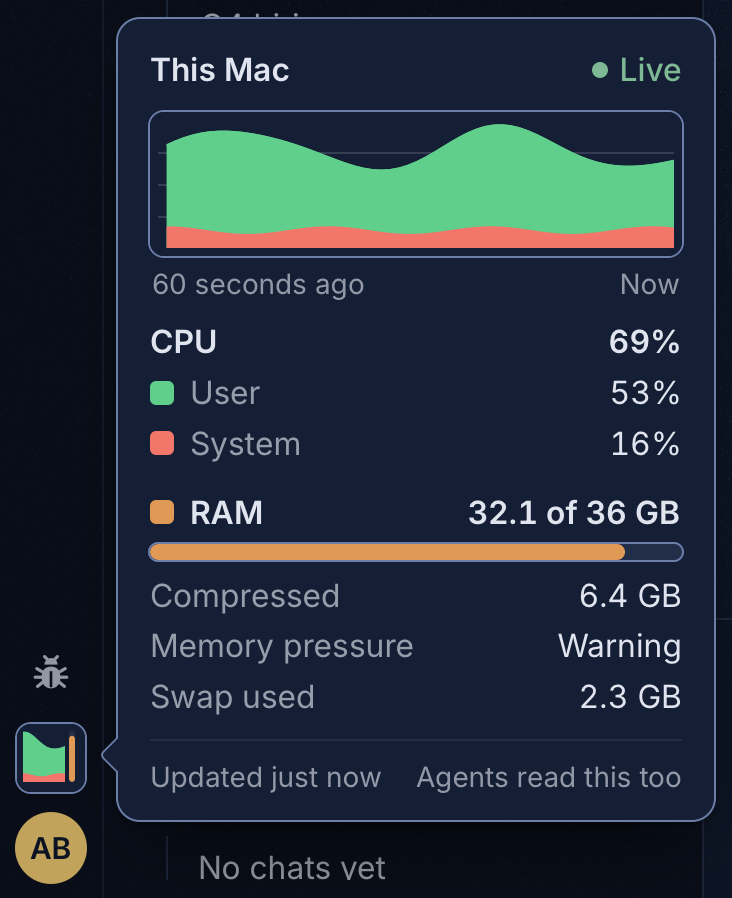 This Mac
Live
60 seconds ago
Now
CPU
69%
User
53%
System
16%
RAM
32.1 of 36 GB
Compressed
6.4 GB
Memory pressure
Warning
Swap used
2.3 GB
Updated just now
Agents read this too
AB
No chats yet